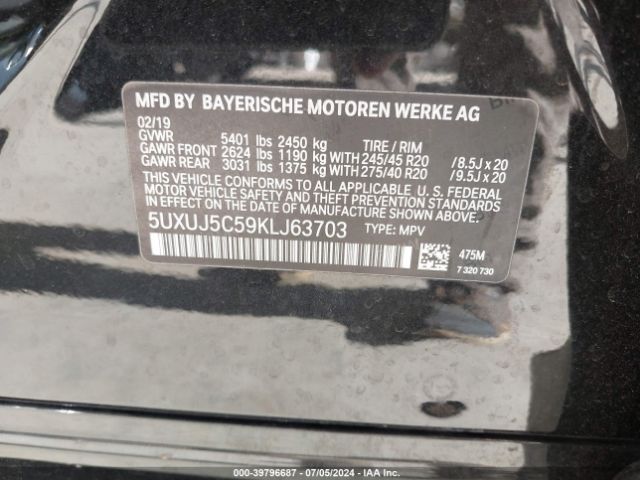 MFD BY BAYERISCHE MOTOREN WERKE AG
02/19
GVWR 5401 lbs 2450 kg TIRE / RIM
GAWR FRONT 2624 lbs 1190 kg WITH 245/45 R20 /8.5J x 20
GAWR REAR 3031 lbs 1375 kg WITH 275/40 R20 /9.5J x 20
THIS VEHICLE CONFORMS TO ALL APPLICABLE U. S. FEDERAL
MOTOR VEHICLE SAFETY AND THEFT PREVENTION STANDARDS
IN EFFECT ON THE DATE OF MANUFACTURE SHOWN ABOVE.
5UXUJ5C59KLJ63703 TYPE: MPV
475M
7 320 730
000-39796687 - 07/05/2024 - IAA Inc.